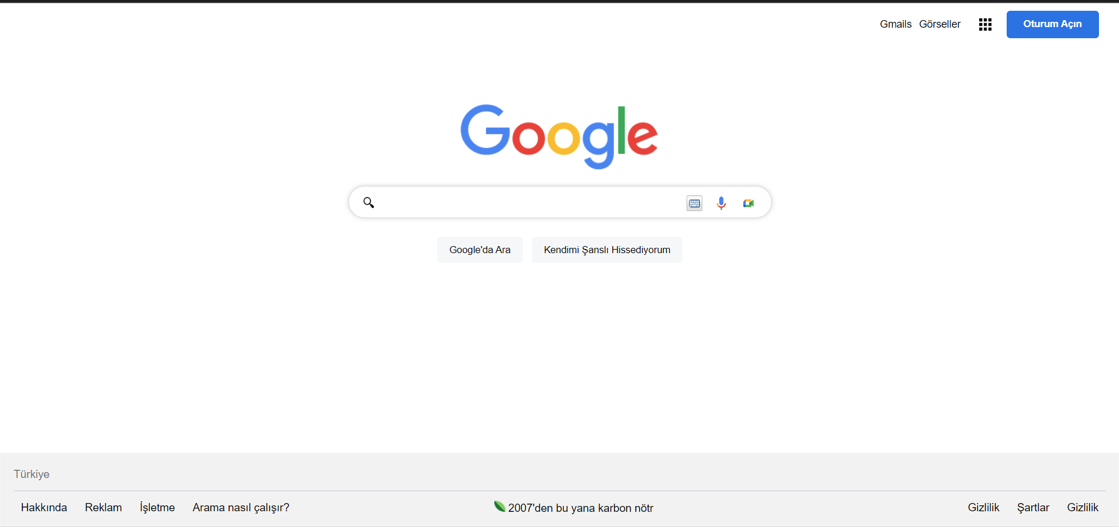 Gmails Görseller Oturum Açın
Google
Google'da Ara Kendimi Şanslı Hissediyorum
Türkiye
Hakkında Reklam İşletme Arama nasıl çalışır? 2007'den bu yana karbon nötr Gizlilik Şartlar Gizlilik